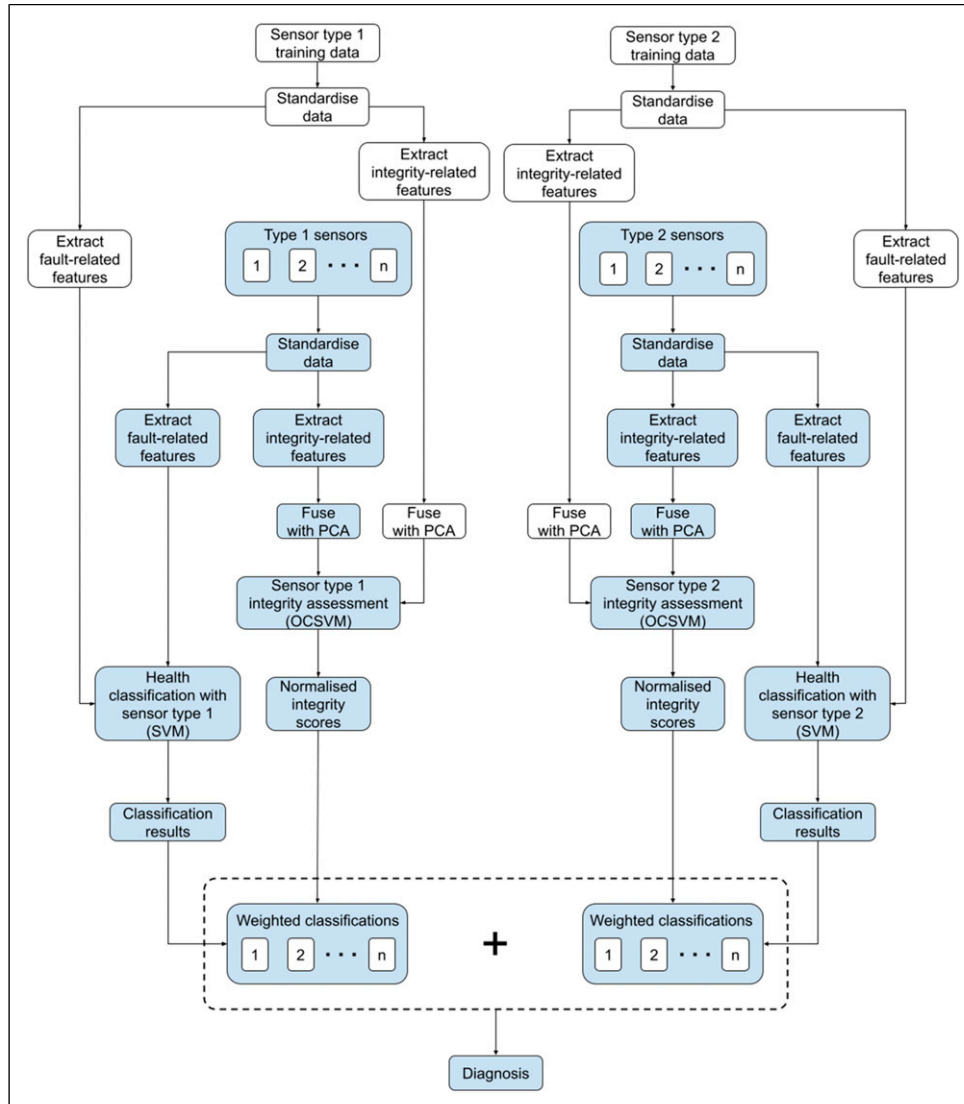 Sensor type 1
training data
Sensor type 2
training data
Standardise
data
Standardise
data
Extract
integrity-related
features
Extract
integrity-related
features
Extract
fault-related
features
Type 1 sensors
1 2 ··· n
Type 2 sensors
1 2 ··· n
Extract
fault-related
features
Standardise
data
Standardise
data
Extract
fault-related
features
Extract
integrity-related
features
Extract
integrity-related
features
Extract
fault-related
features
Fuse
with PCA
Fuse
with PCA
Fuse
with PCA
Fuse
with PCA
Sensor type 1
integrity assessment
(OCSVM)
Sensor type 2
integrity assessment
(OCSVM)
Health
classification with
sensor type 1
(SVM)
Normalised
integrity
scores
Normalised
integrity
scores
Health
classification with
sensor type 2
(SVM)
Classification
results
Classification
results
Weighted classifications
1 2 ··· n
+
Weighted classifications
1 2 ··· n
Diagnosis